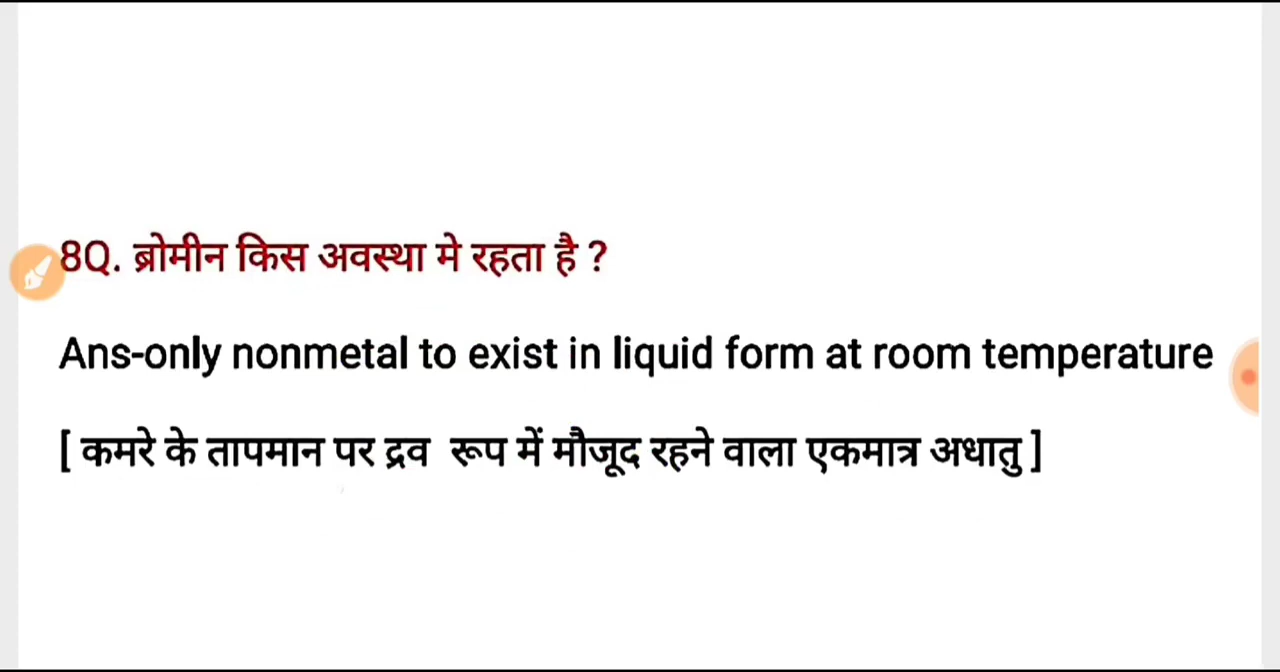 8Q. ब्रोमीन किस अवस्था मे रहता है ?
Ans-only nonmetal to exist in liquid form at room temperature
[ कमरे के तापमान पर द्रव रूप में मौजूद रहने वाला एकमात्र अधातु ]